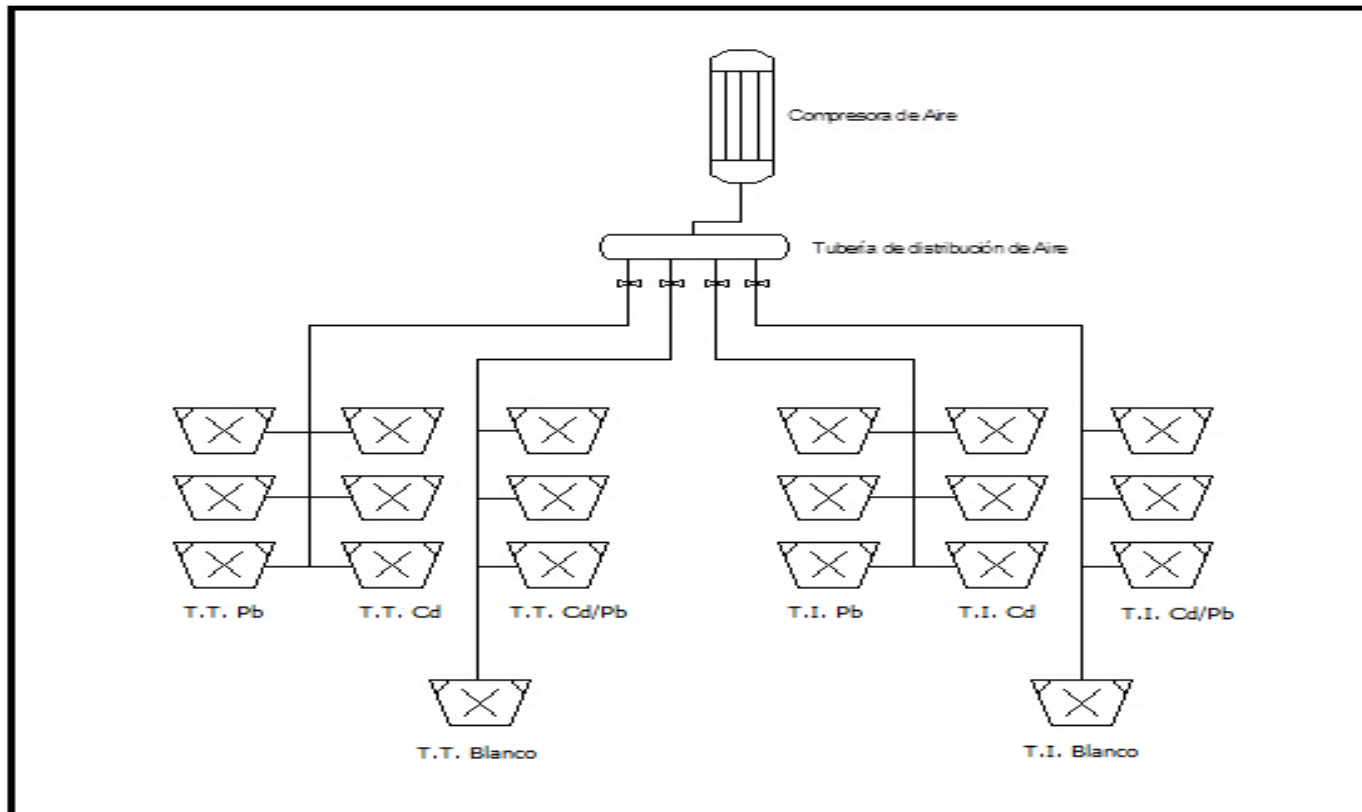 Compresora de Aire
Tubería de distribución de Aire
T.T. Pb
T.T. Cd
T.T. Cd/Pb
T.I. Pb
T.I. Cd
T.I. Cd/Pb
T.T. Blanco
T.I. Blanco